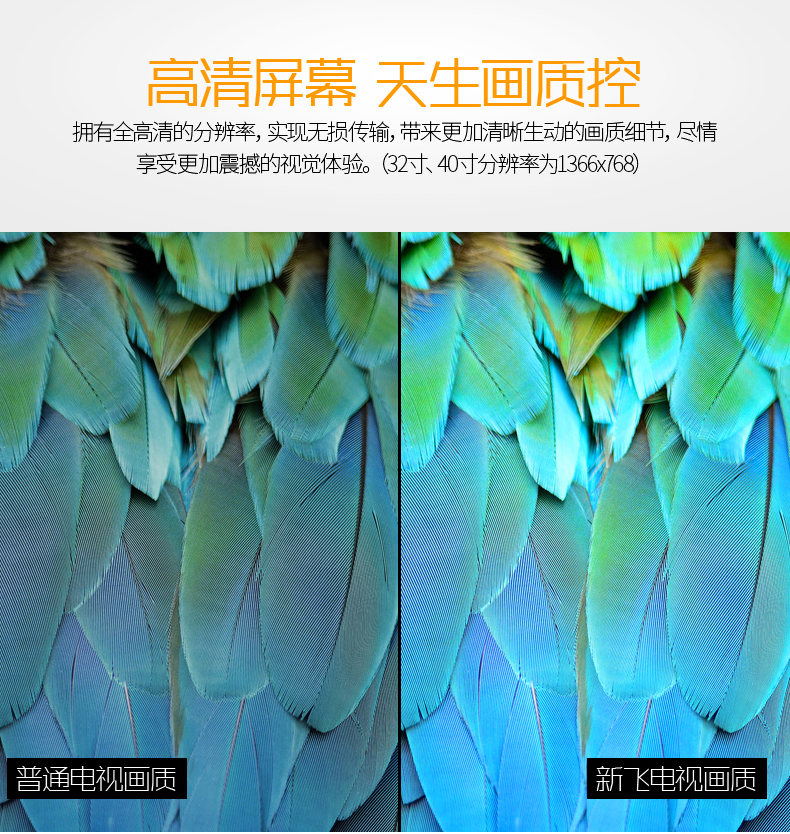 高清屏幕 天生画质控
拥有全高清的分辨率,实现无损传输,带来更加清晰生动的画质细节,尽情
享受更加震撼的视觉体验。(32寸、40寸分辨率为1366x768)
普通电视画质
新飞电视画质